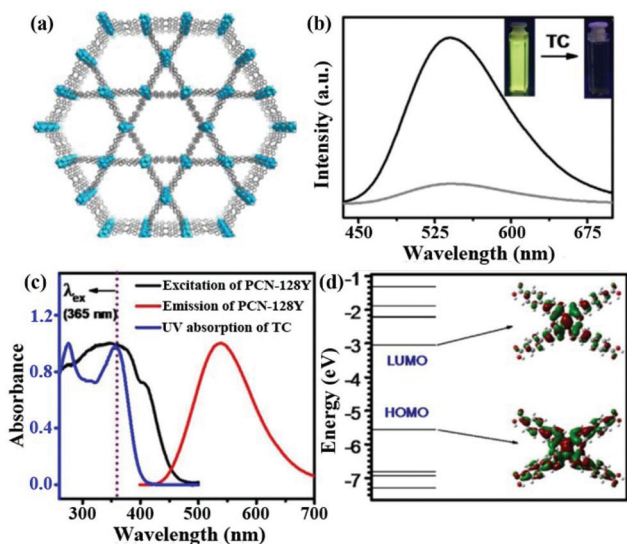 (a)
(b)
TC
Intensity (a.u.)
450 525 600 675
Wavelength (nm)
(c)
λex
(365 nm)
Excitation of PCN-128Y
Emission of PCN-128Y
UV absorption of TC
1.2
0.8
0.4
0.0
Absorbance
300 400 500 600 700
Wavelength (nm)
(d)
-1
-2
-3
-4
-5
-6
-7
Energy (eV)
LUMO
HOMO